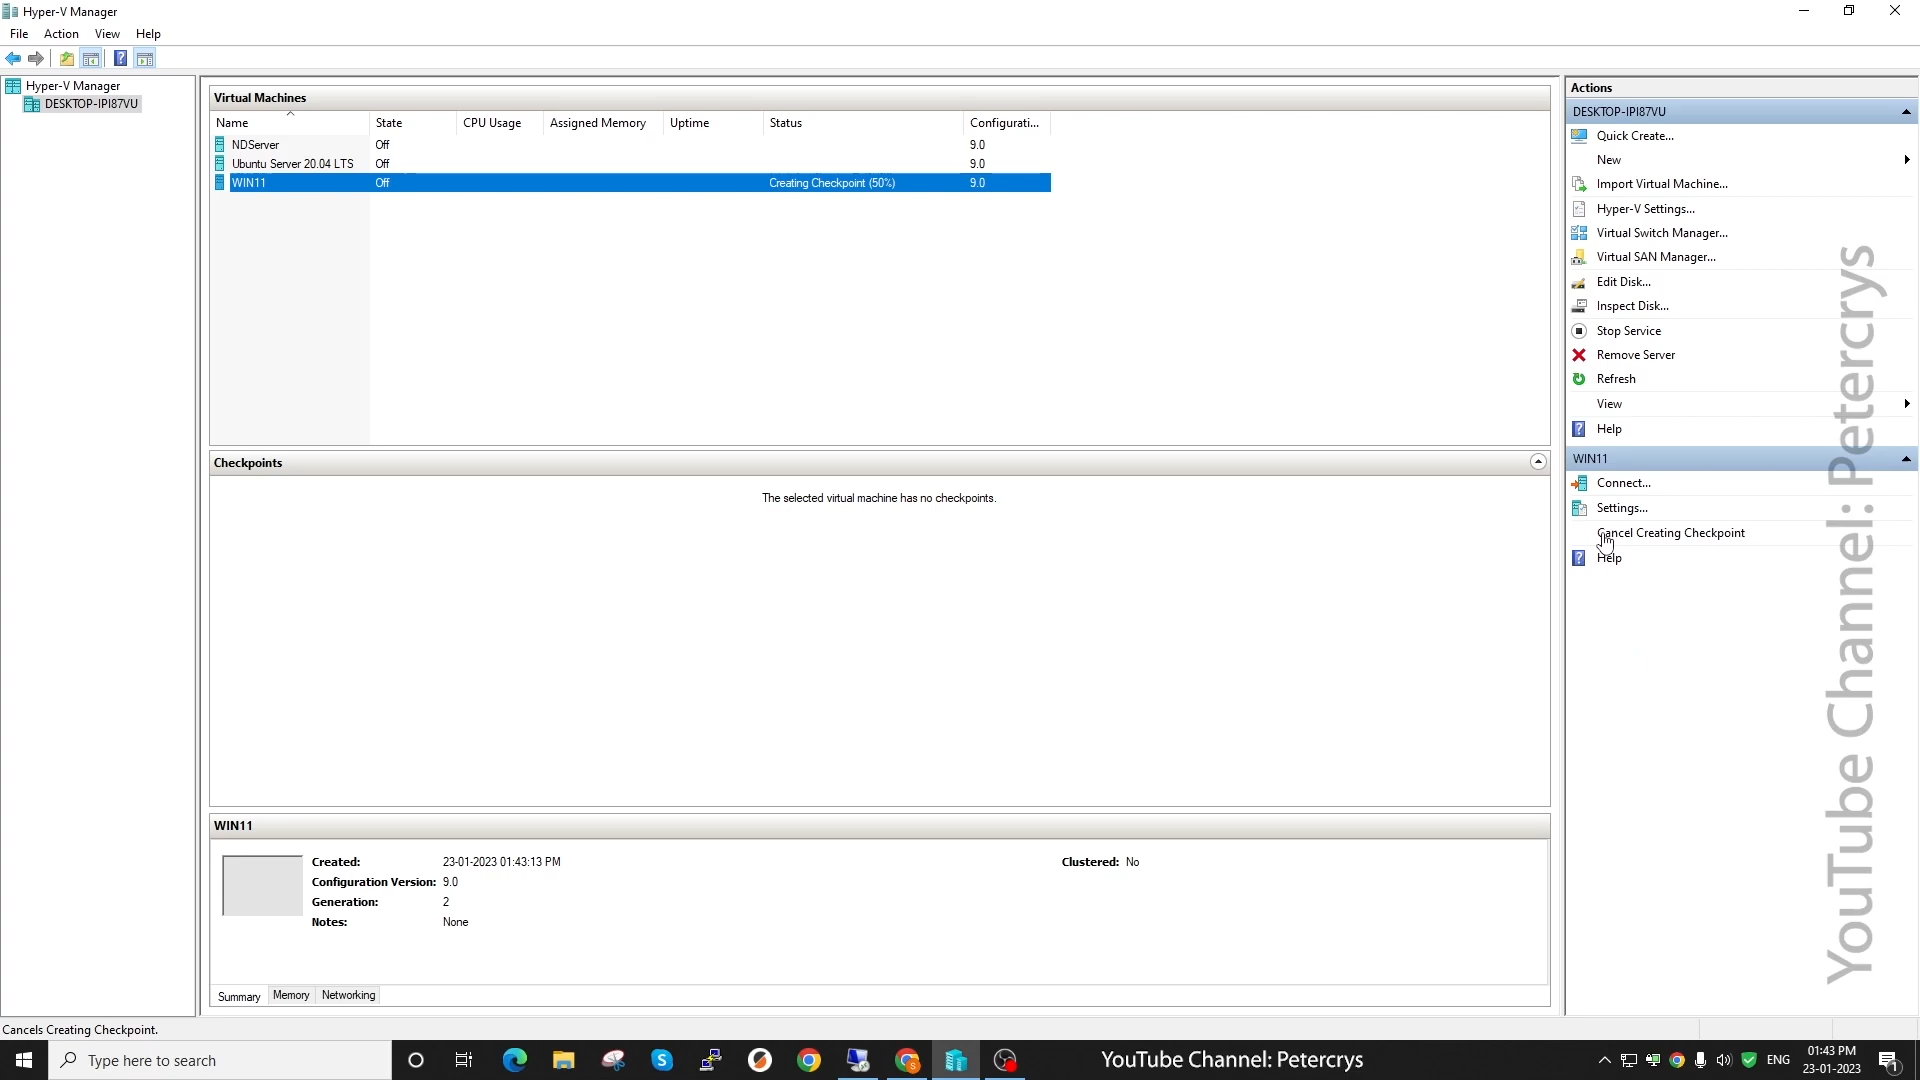 Hyper-V Manager
File Action View Help
Hyper-V Manager
DESKTOP-IPI87VU
Virtual Machines
Name State CPU Usage Assigned Memory Uptime Status Configurati...
NDServer Off 9.0
Ubuntu Server 20.04 LTS Off 9.0
WIN11 Off Creating Checkpoint (50%) 9.0
Checkpoints
The selected virtual machine has no checkpoints.
WIN11
Created: 23-01-2023 01:43:13 PM Clustered: No
Configuration Version: 9.0
Generation: 2
Notes: None
Summary Memory Networking
Actions
DESKTOP-IPI87VU
Quick Create...
New
Import Virtual Machine...
Hyper-V Settings...
Virtual Switch Manager...
Virtual SAN Manager...
Edit Disk...
Inspect Disk...
Stop Service
Remove Server
Refresh
View
Help
WIN11
Connect...
Settings...
Cancel Creating Checkpoint
Help
YouTube Channel: Petercrys
Cancels Creating Checkpoint.
Type here to search
YouTube Channel: Petercrys
ENG
01:43 PM
23-01-2023
1